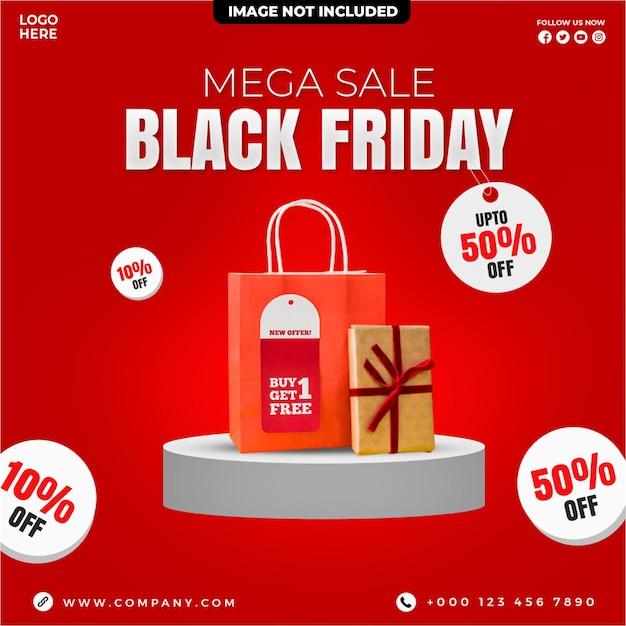 LOGO
HERE
IMAGE NOT INCLUDED
FOLLOW US NOW
MEGA SALE
BLACK FRIDAY
UPTO
50%
OFF
10%
OFF
NEW OFFER!
BUY 1
GET
FREE
10%
OFF
50%
OFF
WWW.COMPANY.COM
+000 123 456 7890